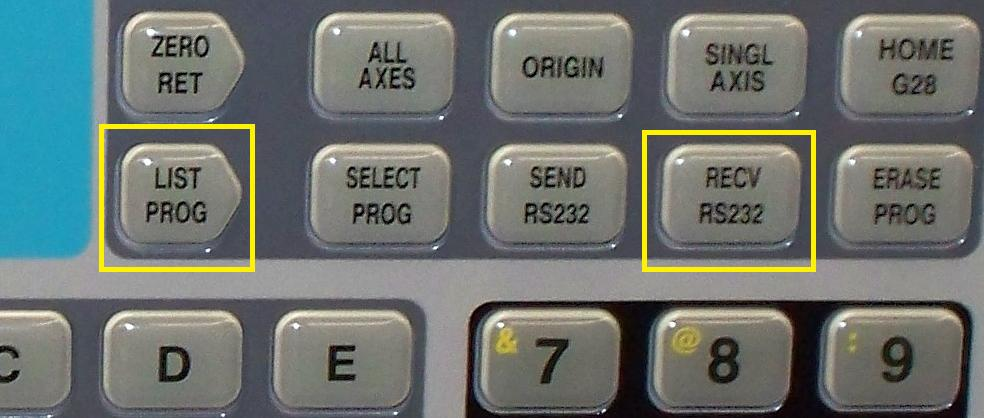 ZERO
RET
ALL
AXES
ORIGIN
SINGL
AXIS
HOME
G28
LIST
PROG
SELECT
PROG
SEND
RS232
RECV
RS232
ERASE
PROG
C
D
E
& 7
@ 8
: 9